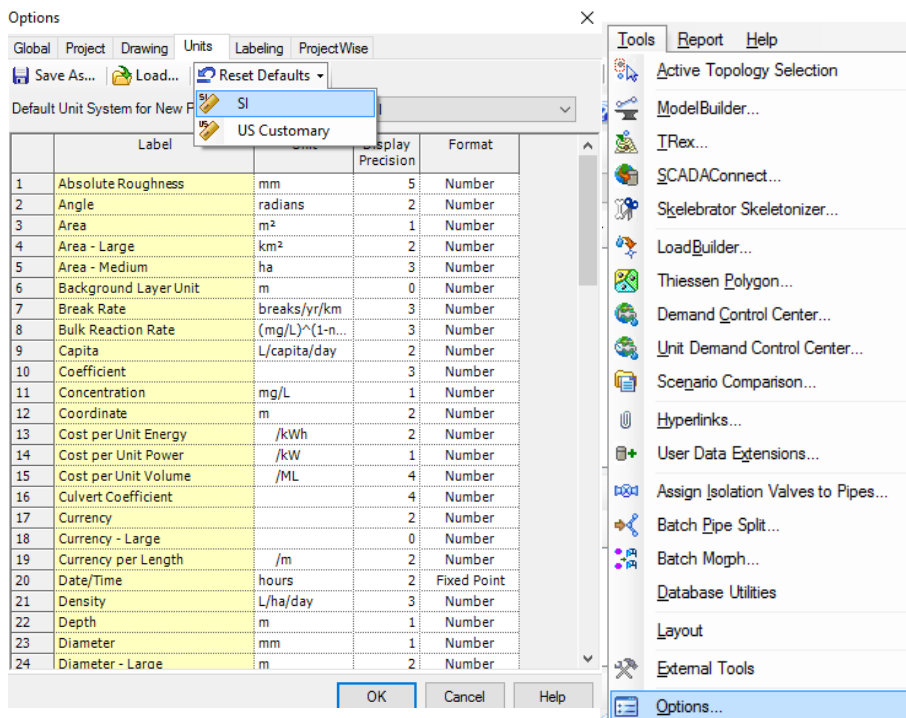 Options
Global Project Drawing Units Labeling ProjectWise
Save As... Load... Reset Defaults
Default Unit System for New P
SI
US Customary
Label Display Precision Format
1 Absolute Roughness mm 5 Number
2 Angle radians 2 Number
3 Area m² 1 Number
4 Area - Large km² 2 Number
5 Area - Medium ha 3 Number
6 Background Layer Unit m 0 Number
7 Break Rate breaks/yr/km 3 Number
8 Bulk Reaction Rate (mg/L)^(1-n... 3 Number
9 Capita L/capita/day 2 Number
10 Coefficient 3 Number
11 Concentration mg/L 1 Number
12 Coordinate m 2 Number
13 Cost per Unit Energy /kWh 2 Number
14 Cost per Unit Power /kW 1 Number
15 Cost per Unit Volume /ML 4 Number
16 Culvert Coefficient 4 Number
17 Currency 2 Number
18 Currency - Large 0 Number
19 Currency per Length /m 2 Number
20 Date/Time hours 2 Fixed Point
21 Density L/ha/day 3 Number
22 Depth m 1 Number
23 Diameter mm 1 Number
24 Diameter - Large m 2 Number
OK Cancel Help
Tools Report Help
Active Topology Selection
ModelBuilder...
TRex...
SCADAConnect...
Skelebrator Skeletonizer...
LoadBuilder...
Thiessen Polygon...
Demand Control Center...
Unit Demand Control Center...
Scenario Comparison...
Hyperlinks...
User Data Extensions...
Assign Isolation Valves to Pipes...
Batch Pipe Split...
Batch Morph...
Database Utilities
Layout
External Tools
Options...